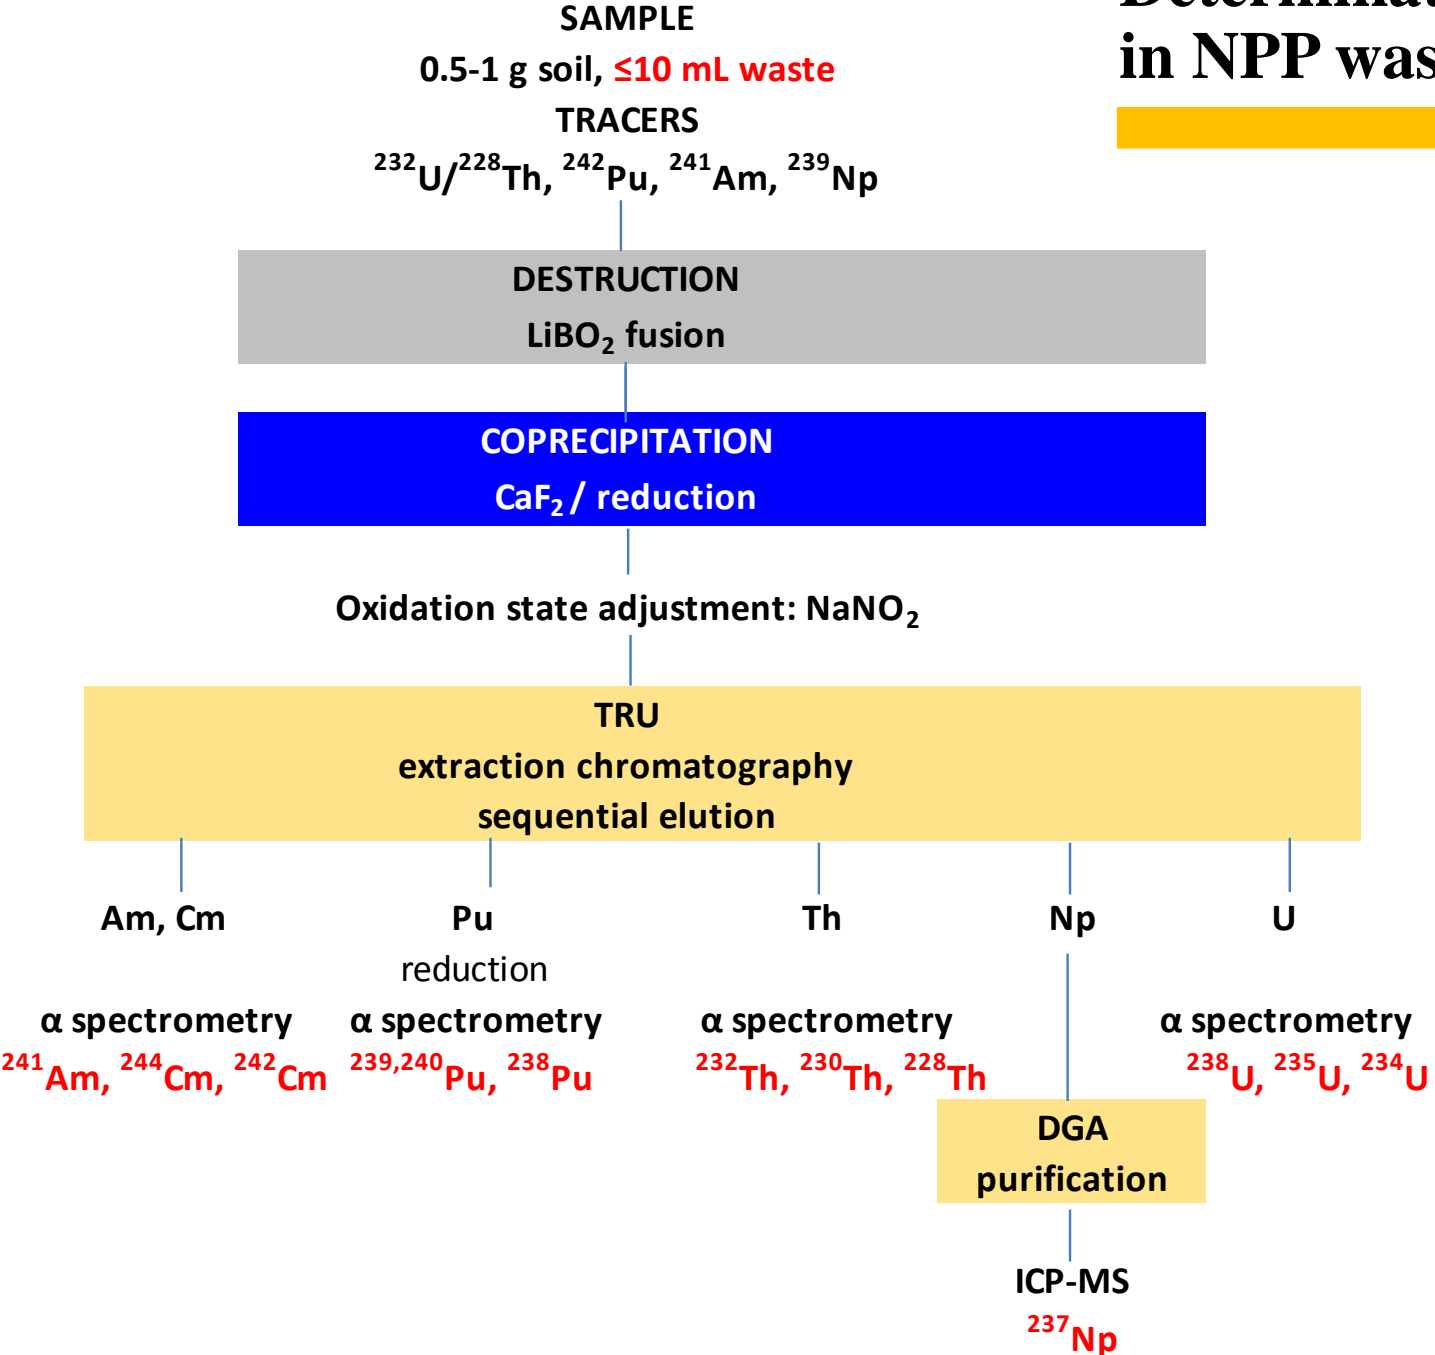 Determinat
in NPP was
SAMPLE
0.5-1 g soil, ≤10 mL waste
TRACERS
²³²U/²²⁸Th, ²⁴²Pu, ²⁴¹Am, ²³⁹Np
DESTRUCTION
LiBO₂ fusion
COPRECIPITATION
CaF₂ / reduction
Oxidation state adjustment: NaNO₂
TRU
extraction chromatography
sequential elution
Am, Cm
Pu
Th
Np
U
reduction
α spectrometry
α spectrometry
α spectrometry
α spectrometry
²⁴¹Am, ²⁴⁴Cm, ²⁴²Cm
²³⁹,²⁴⁰Pu, ²³⁸Pu
²³²Th, ²³⁰Th, ²²⁸Th
²³⁸U, ²³⁵U, ²³⁴U
DGA
purification
ICP-MS
²³⁷Np